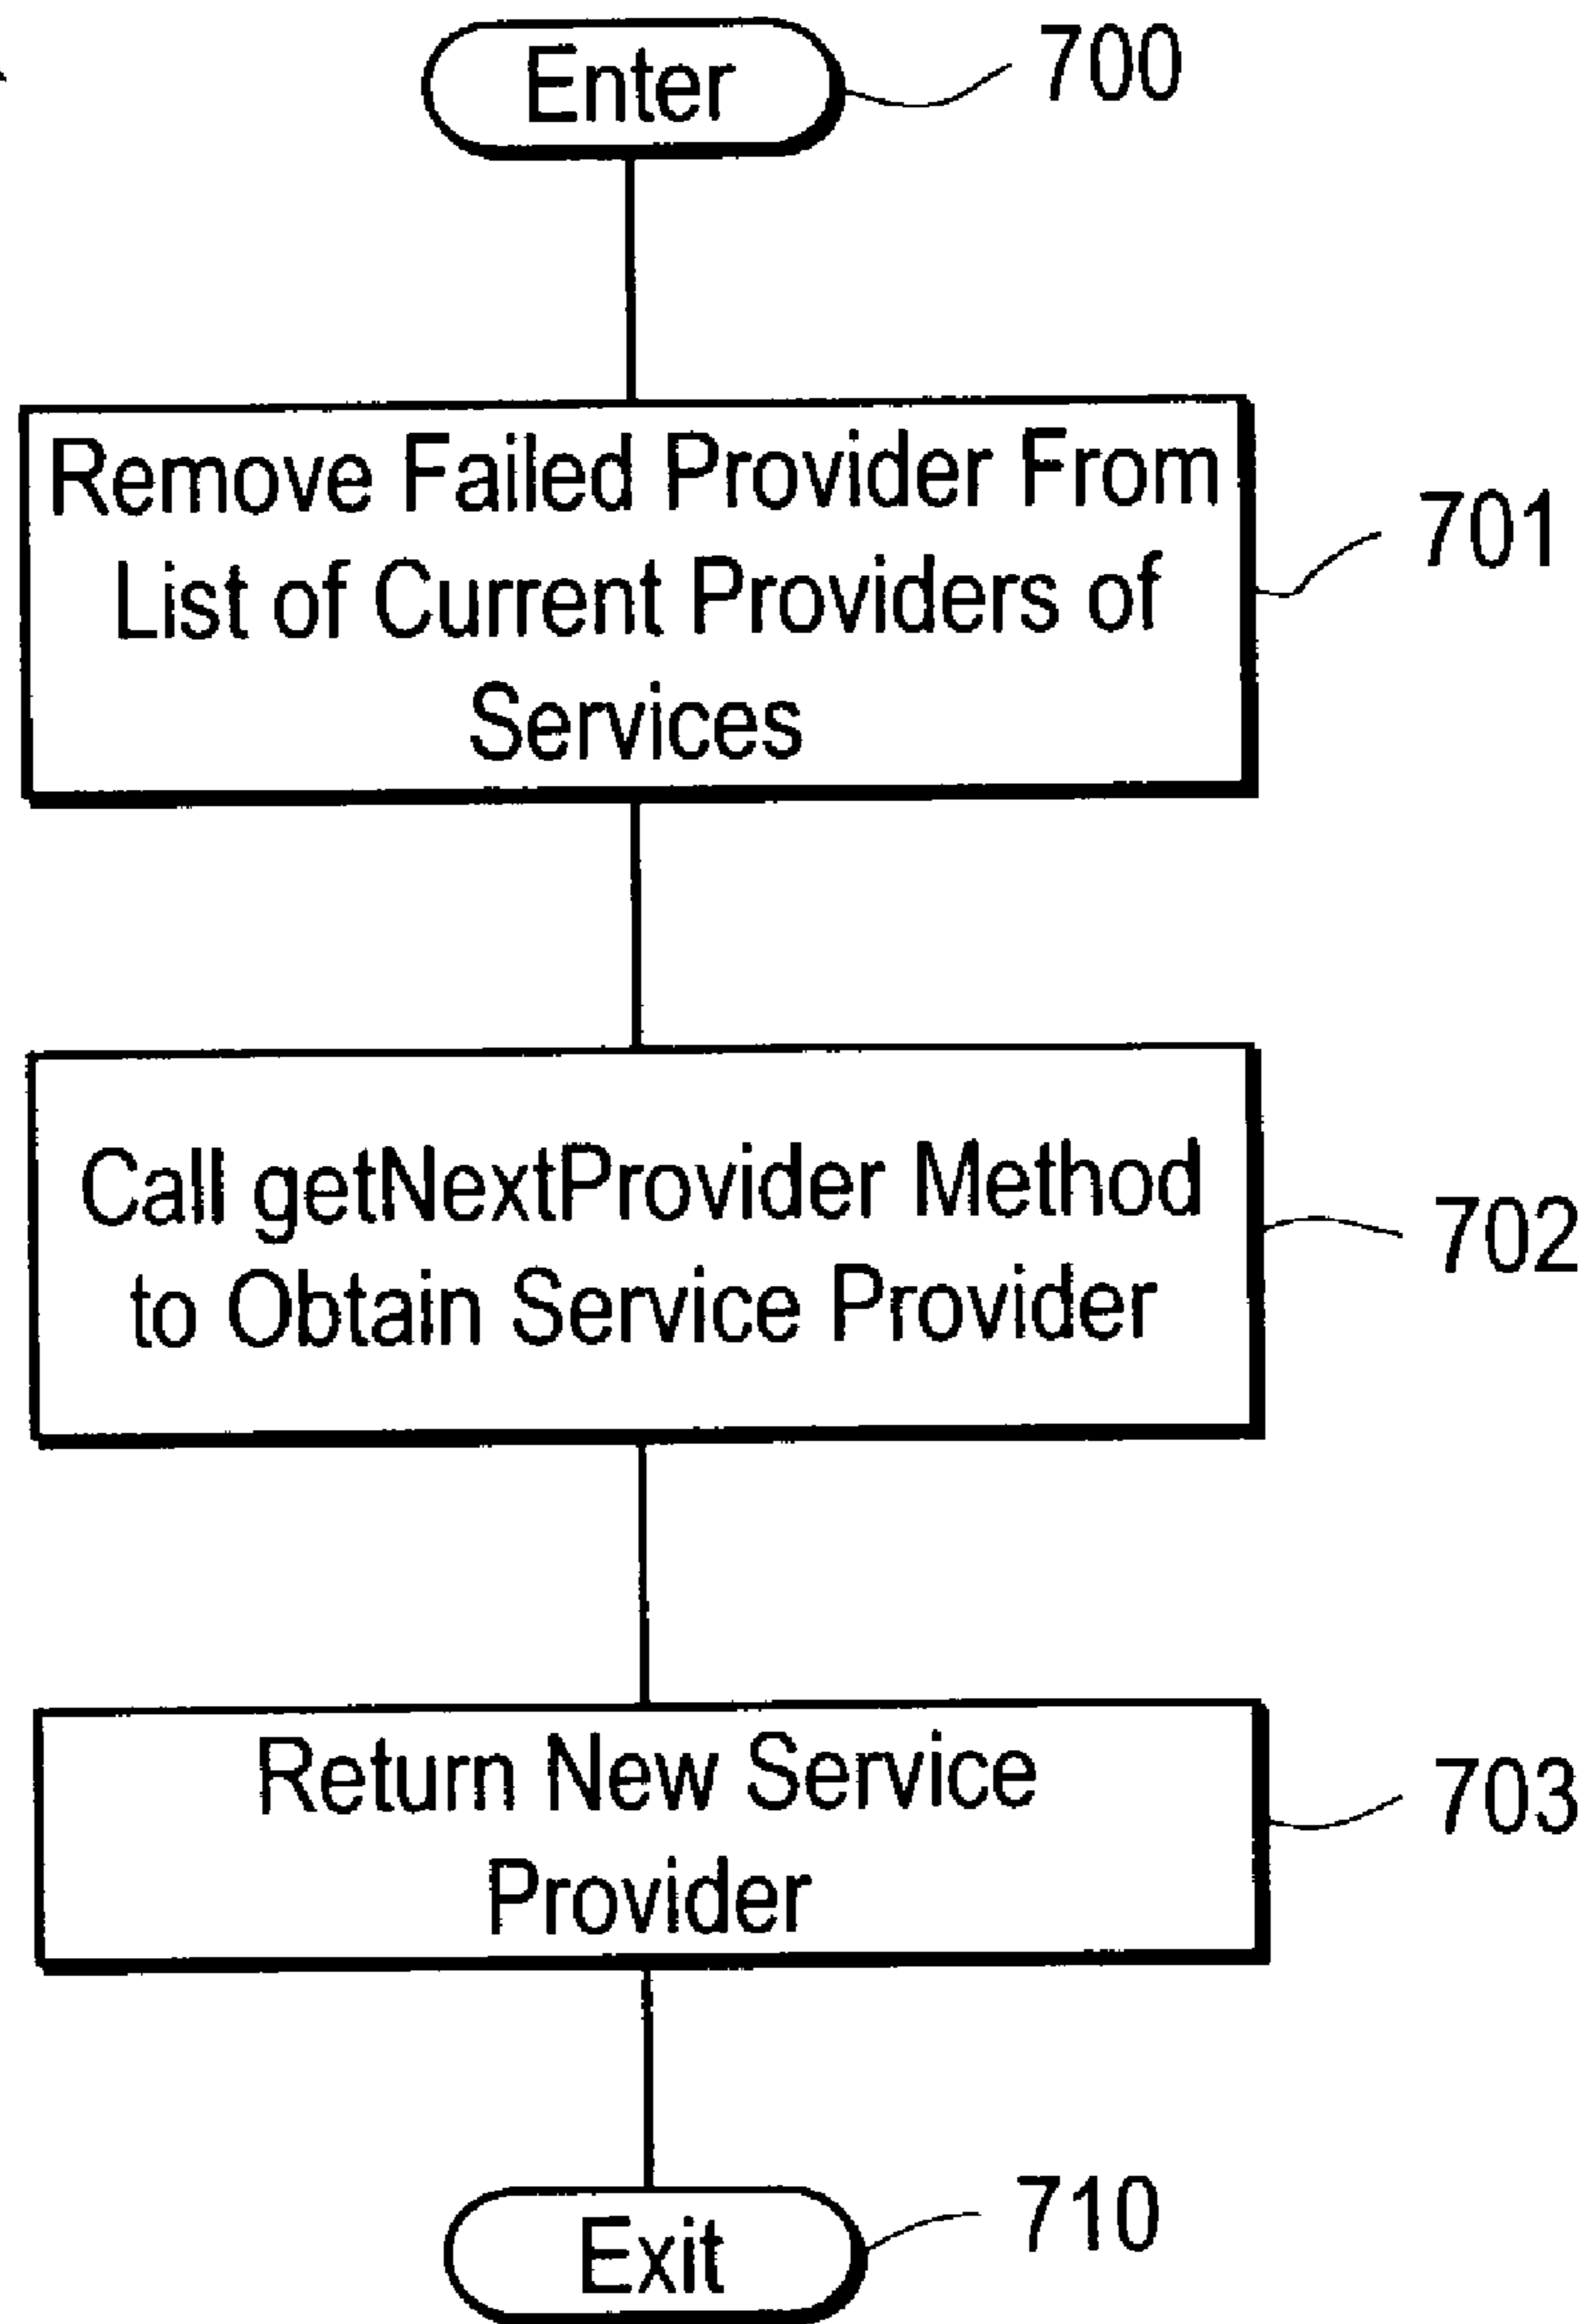 Enter
700
Remove Failed Provider From
List of Current Providers of
Services
701
Call getNextProvider Method
to Obtain Service Provider
702
Return New Service
Provider
703
Exit
710